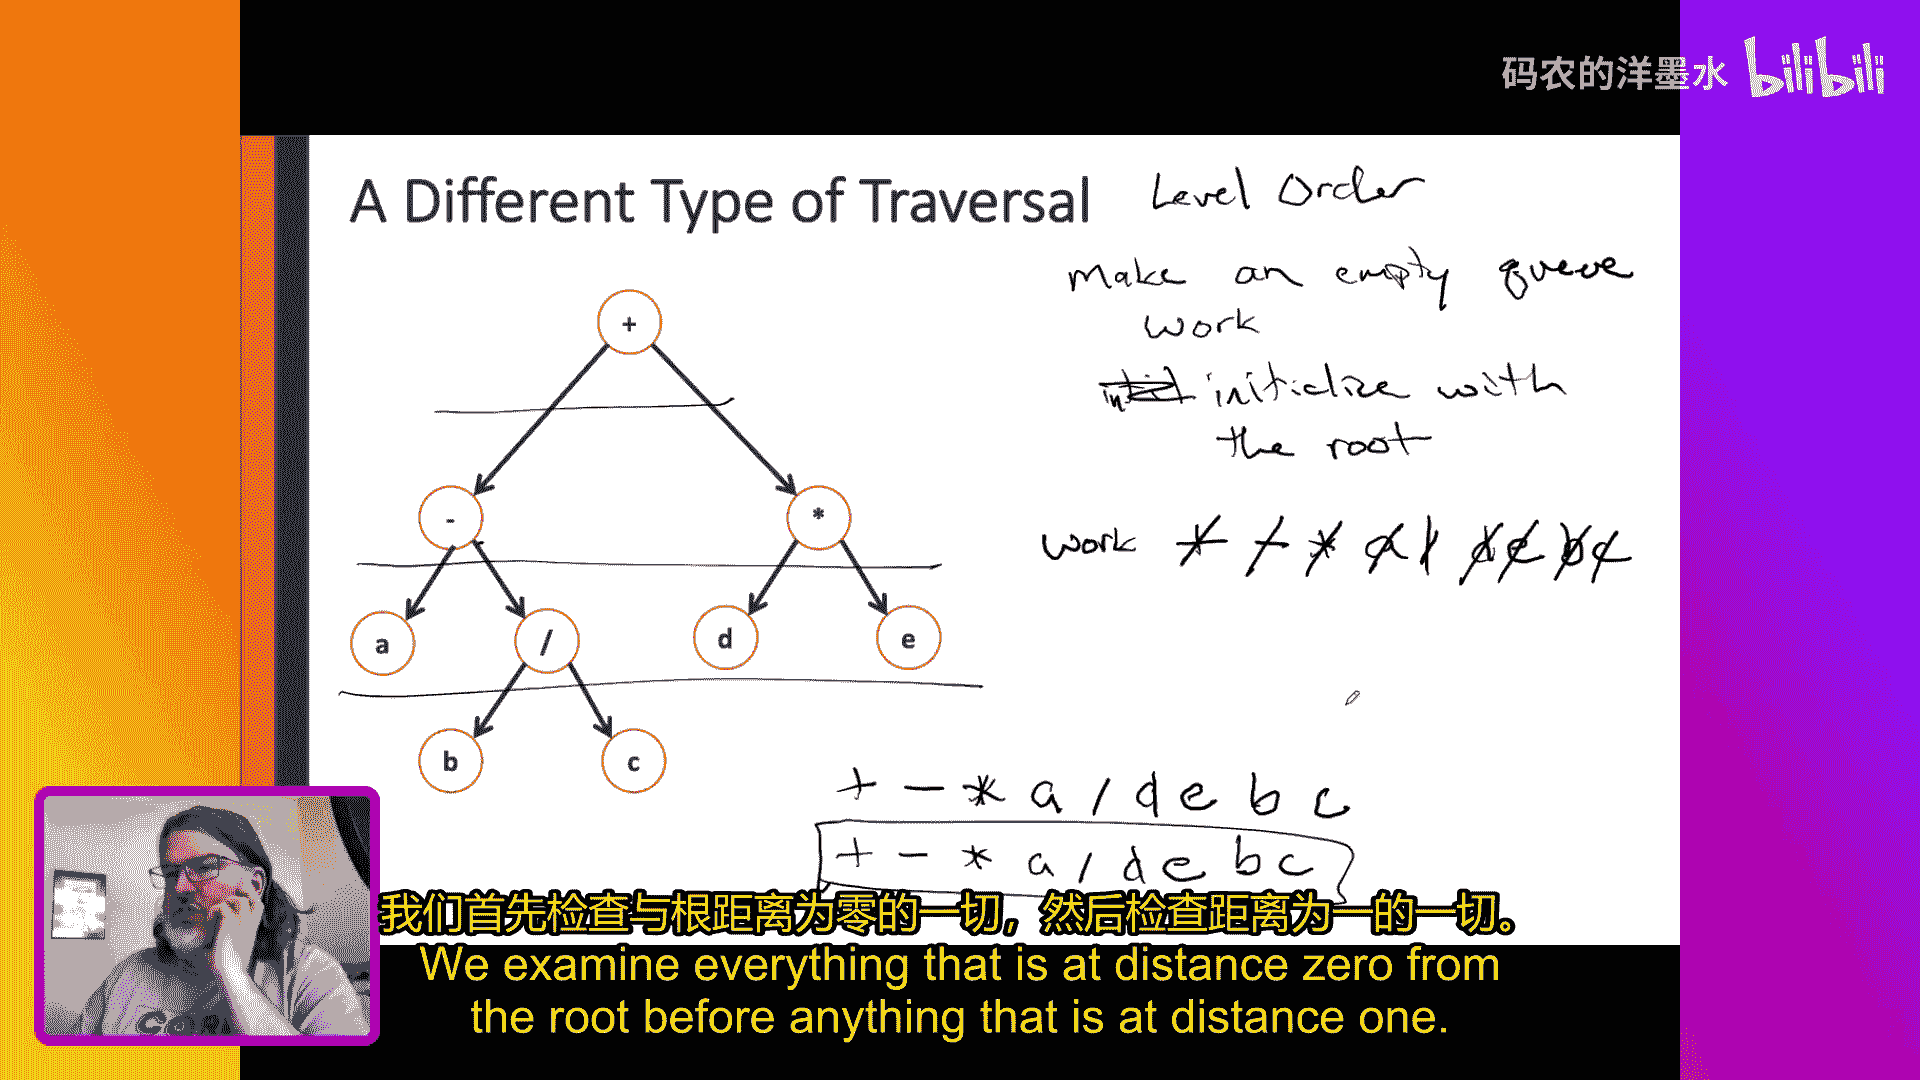 码农的洋墨水 bilibili
A Different Type of Traversal
Level Order
make an empty queue
work
initialize with
the root
+
-
*
a
/
d
e
b
c
work + - * a / d e b c
+ - * a / d e b c
+ - * a / d e b c
我们首先检查与根距离为零的一切，然后检查距离为一的一切。
We examine everything that is at distance zero from
the root before anything that is at distance one.